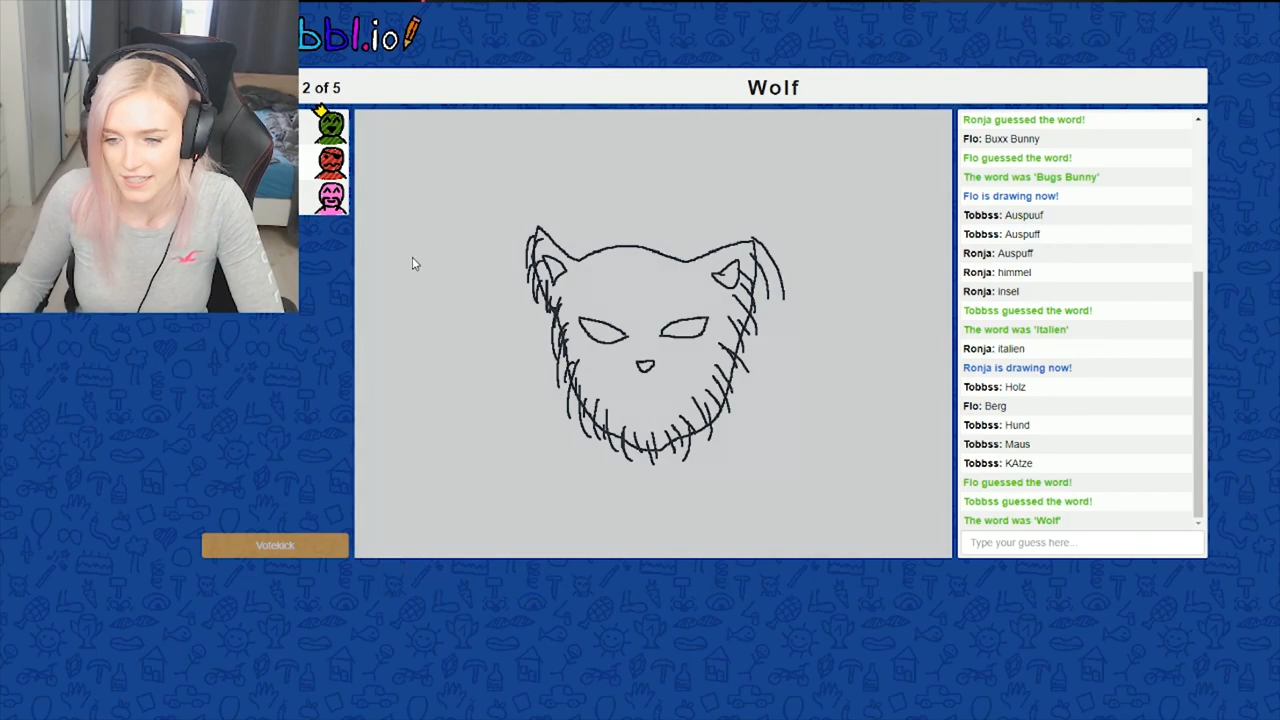 bbl.io
2 of 5
Wolf
Ronja guessed the word!
Flo: Buxx Bunny
Flo guessed the word!
The word was 'Bugs Bunny'
Flo is drawing now!
Tobbss: Auspuuf
Tobbss: Auspuff
Ronja: Auspuff
Ronja: himmel
Ronja: insel
Tobbss guessed the word!
The word was 'Italien'
Ronja: italien
Ronja is drawing now!
Tobbss: Holz
Flo: Berg
Tobbss: Hund
Tobbss: Maus
Tobbss: KAtze
Flo guessed the word!
Tobbss guessed the word!
The word was 'Wolf'
Type your guess here...
Votekick